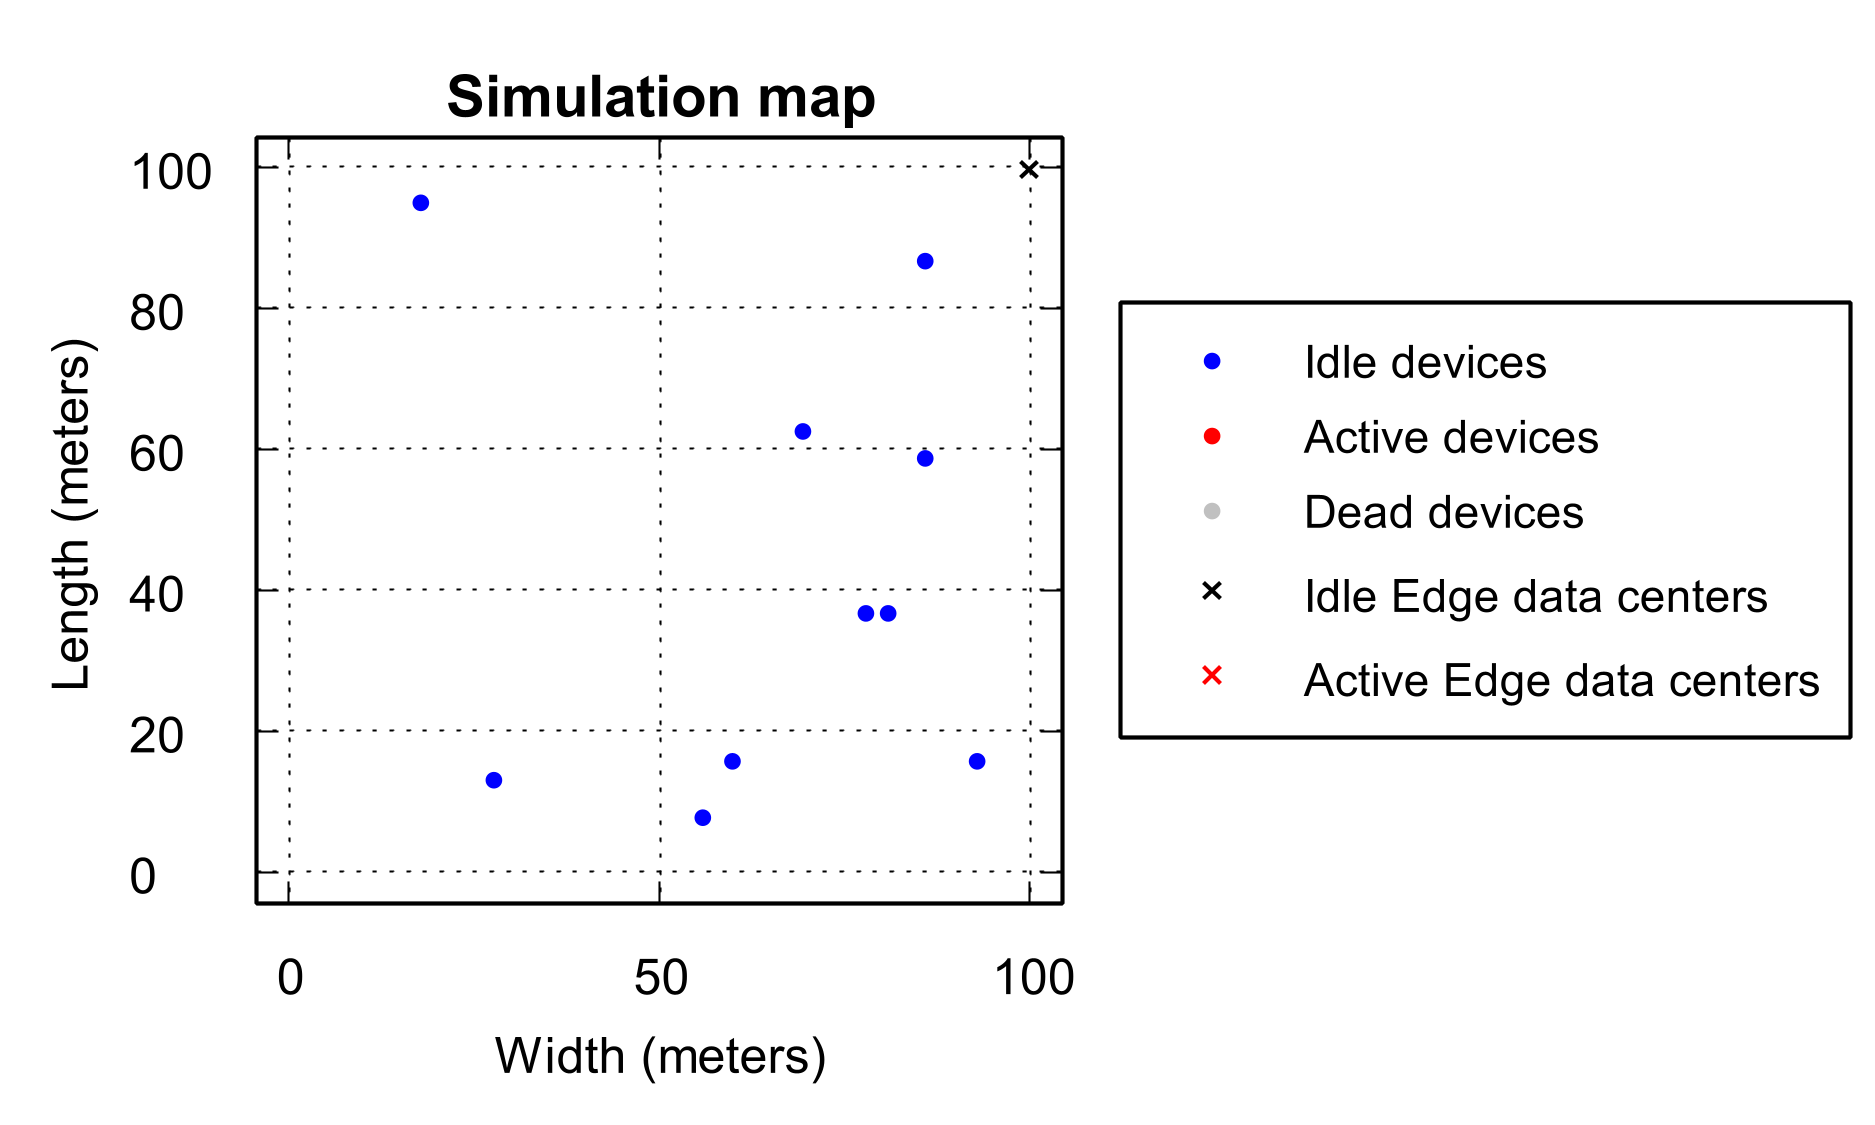 Simulation map
100
80
60
40
20
0
Length (meters)
0 50 100
Width (meters)
Idle devices
Active devices
Dead devices
Idle Edge data centers
Active Edge data centers